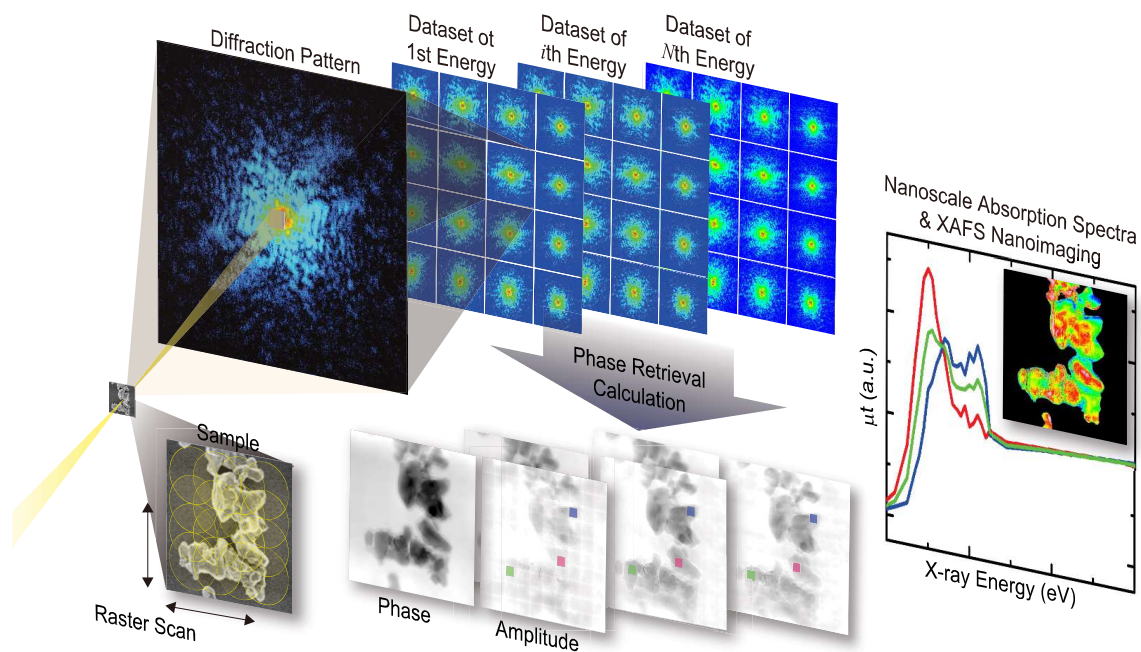 Diffraction Pattern
Dataset ot
1st Energy
Dataset of
ith Energy
Dataset of
Nth Energy
Nanoscale Absorption Spectra
& XAFS Nanoimaging
Phase Retrieval
Calculation
μt (a.u.)
X-ray Energy (eV)
Sample
Raster Scan
Phase
Amplitude